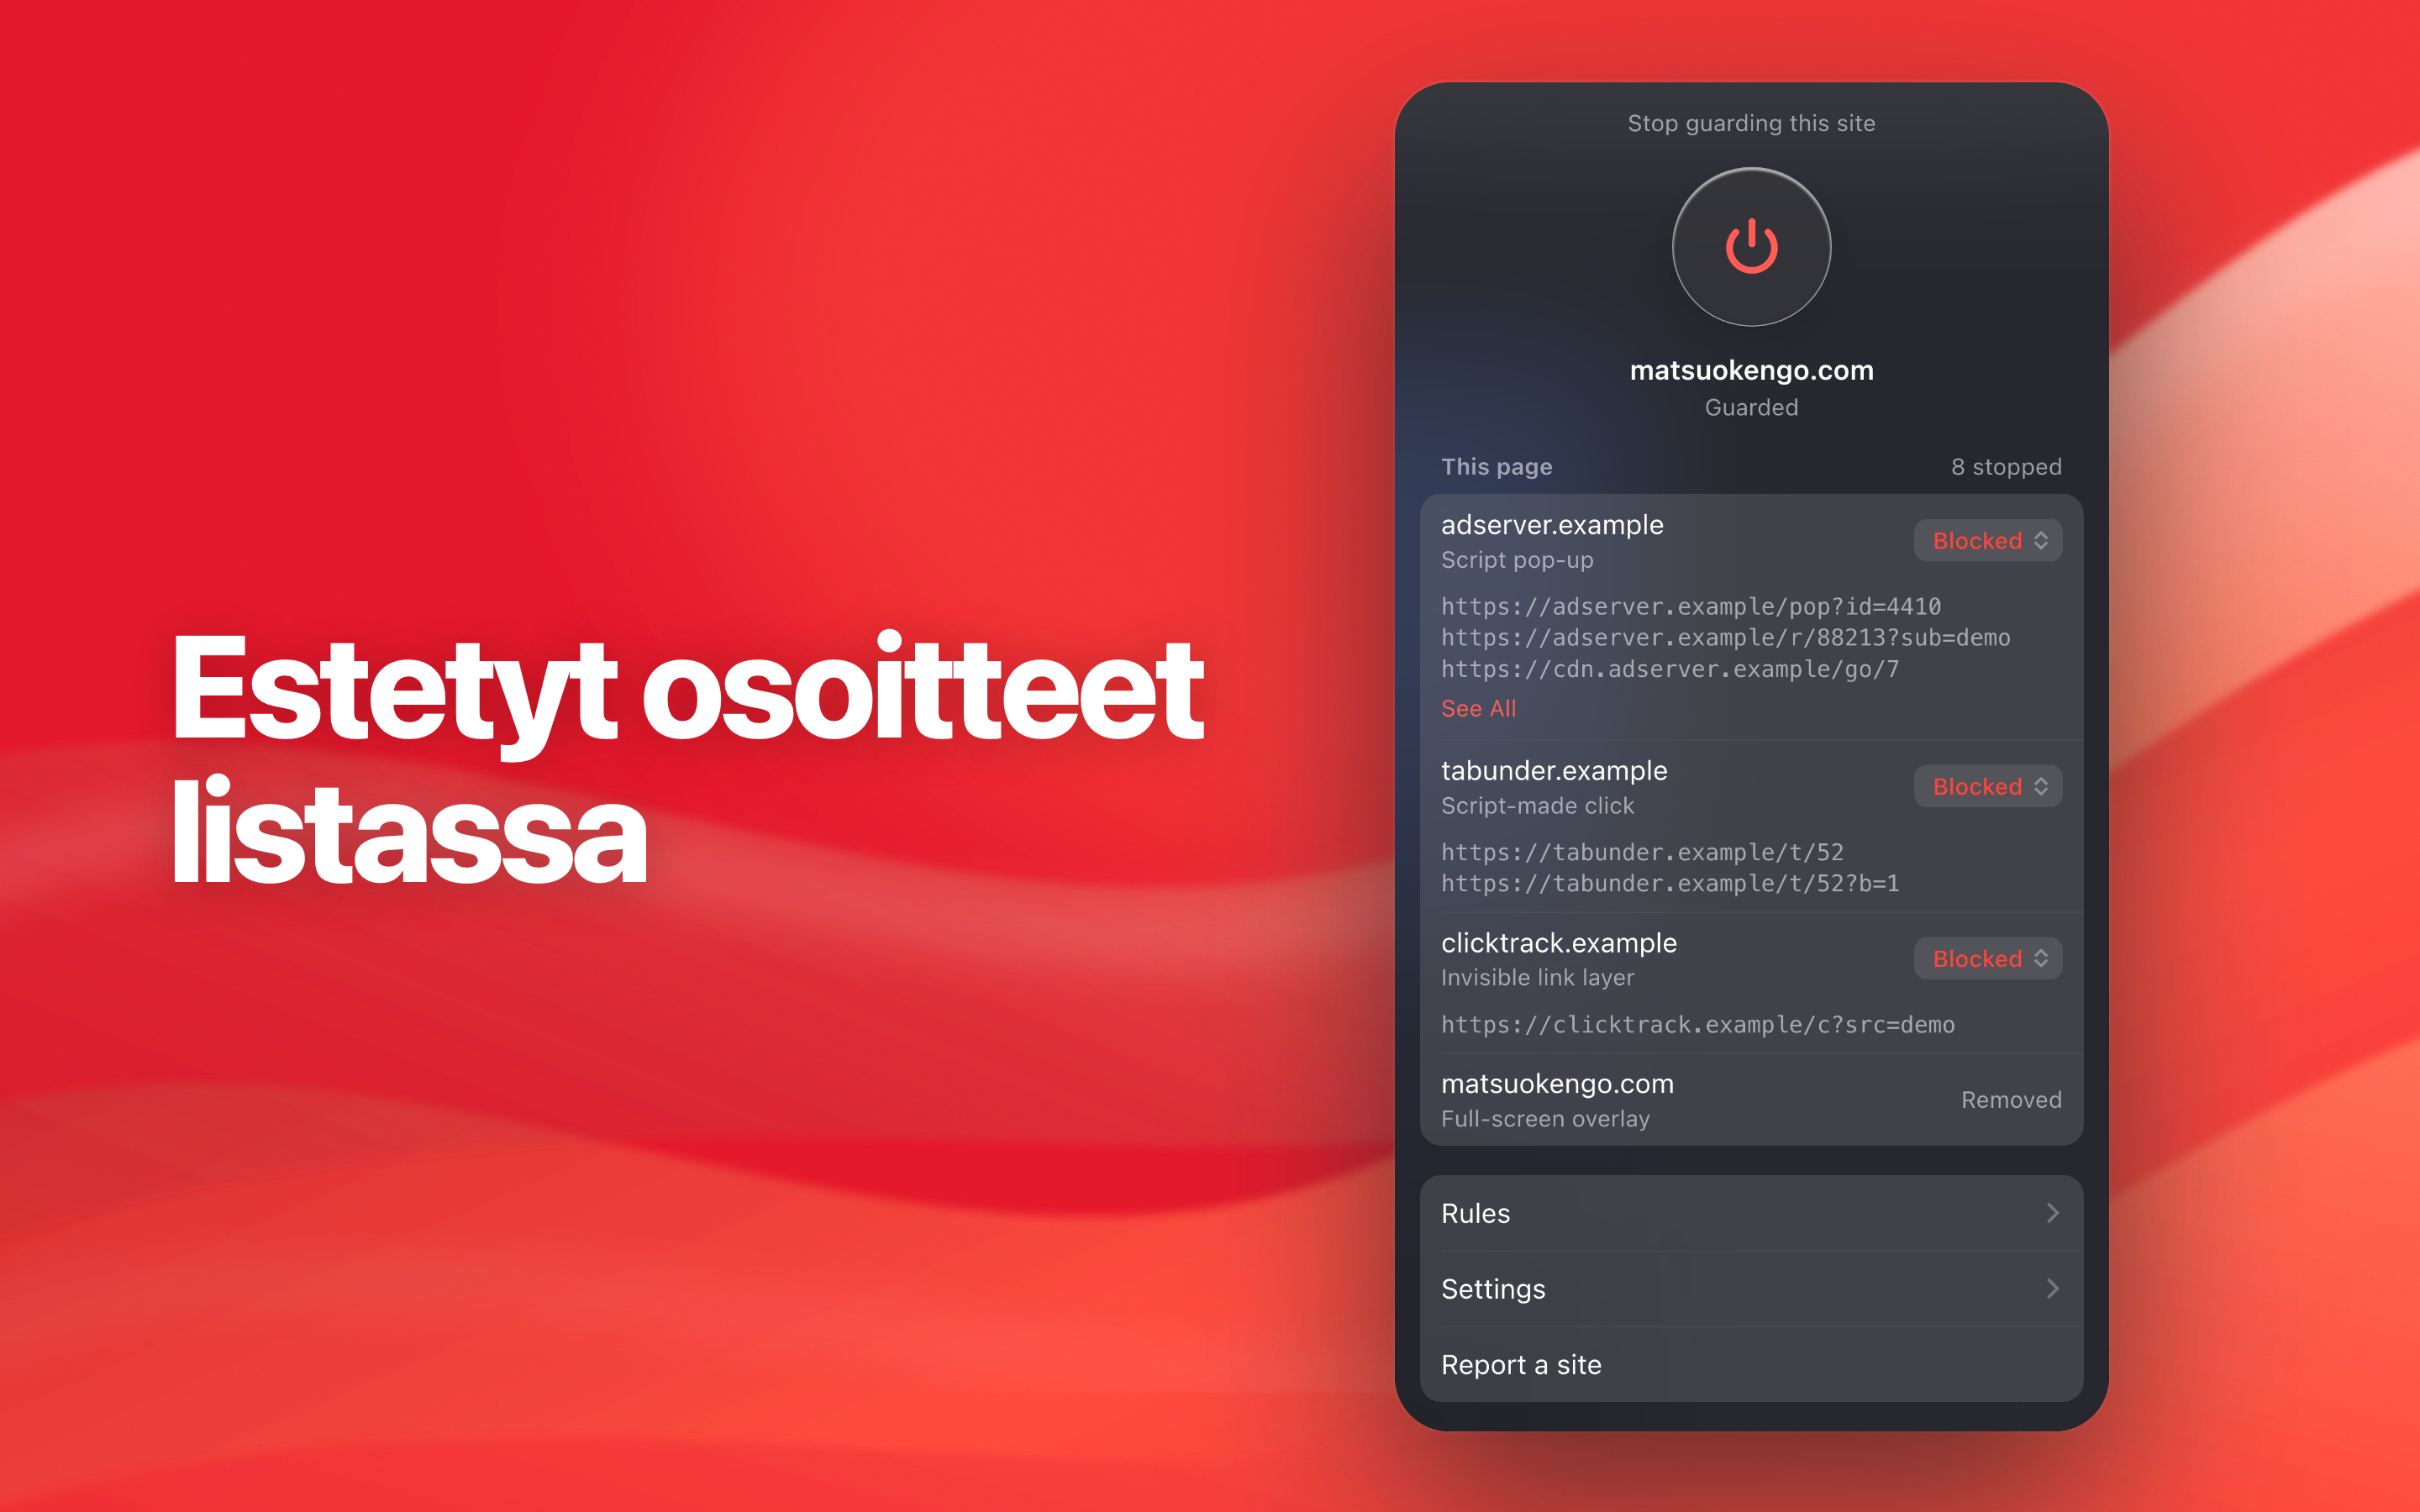 Estetyt osoitteet
listassa
Stop guarding this site
matsuokengo.com
Guarded
This page
8 stopped
adserver.example
Script pop-up
Blocked
https://adserver.example/pop?id=4410
https://adserver.example/r/88213?sub=demo
https://cdn.adserver.example/go/7
See All
tabunder.example
Script-made click
Blocked
https://tabunder.example/t/52
https://tabunder.example/t/52?b=1
clicktrack.example
Invisible link layer
Blocked
https://clicktrack.example/c?src=demo
matsuokengo.com
Full-screen overlay
Removed
Rules
Settings
Report a site